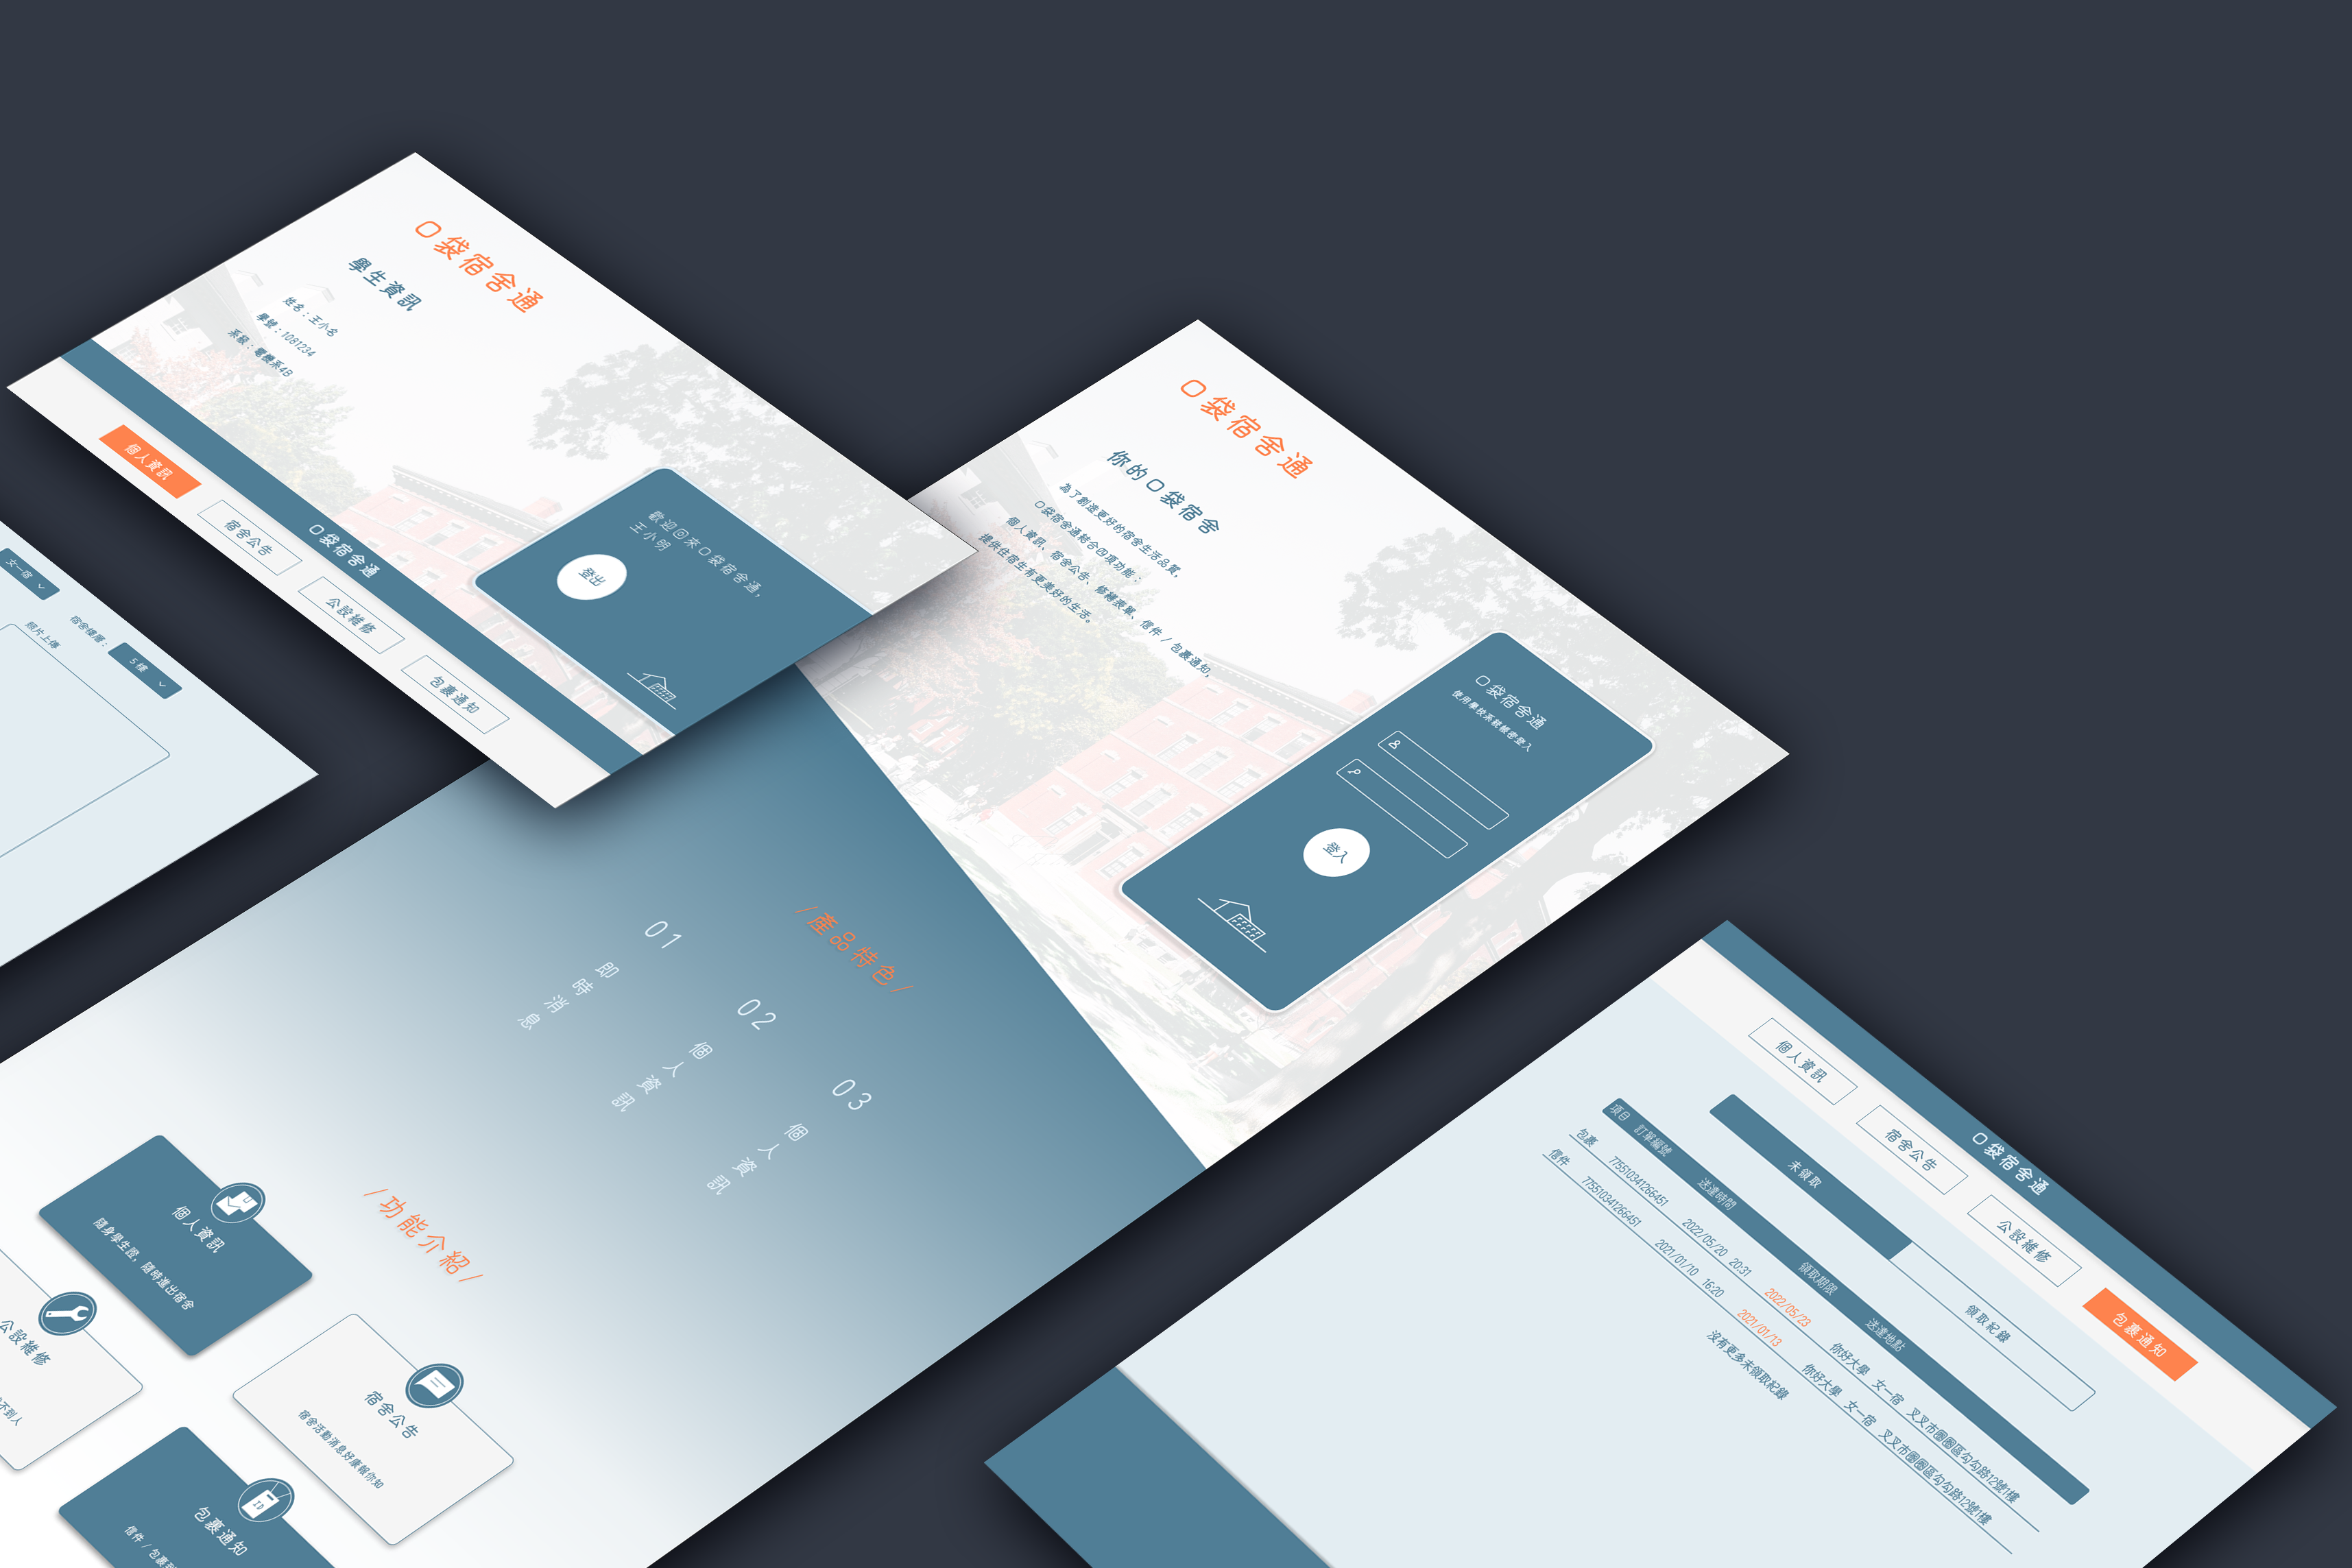 口袋宿舍通
學生資訊
姓名：王小名
學號：1081234
系級：電機系4B
歡迎回來口袋宿舍通，
王小明
登出
口袋宿舍通
個人資訊
宿舍公告
公設維修
包裹通知
女一宿
宿舍樓層：
5 樓
照片上傳
口袋宿舍通
你的口袋宿舍
為了創造更好的宿舍生活品質，
口袋宿舍通結合四項功能：
個人資訊、宿舍公告、修繕表單、信件 / 包裹通知，
提供住宿生有更美好的生活。
口袋宿舍通
使用學校系統帳密登入
登入
/產品特色/
01
即時消息
02
個人資訊
03
個人資訊
/功能介紹/
個人資訊
隨身學生證，隨時進出宿舍
宿舍公告
宿舍活動消息好康報你知
公設維修
不到人
ID
包裹通知
信件 / 包裹
口袋宿舍通
個人資訊
宿舍公告
公設維修
包裹通知
未領取
領取紀錄
項目 訂單編號 送達時間 領取期限 送達地點
包裹 775510341266451 2022/05/20 20:31 2022/05/23 你好大學 女一宿 叉叉市圈圈區勾勾路12號1樓
信件 775510341266451 2021/01/10 16:20 2021/01/13 你好大學 女一宿 叉叉市圈圈區勾勾路12號1樓
沒有更多未領取紀錄